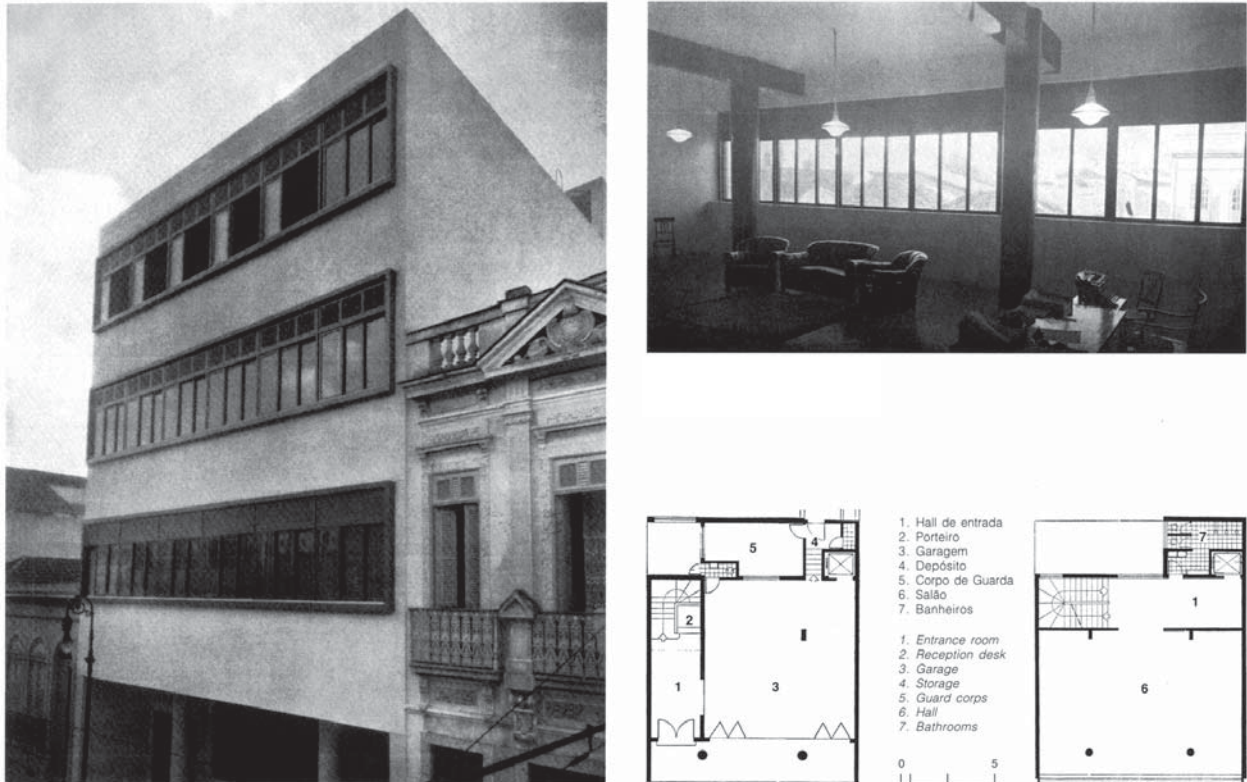 1. Hall de entrada
2. Porteiro
3. Garagem
4. Depósito
5. Corpo de Guarda
6. Salão
7. Banheiros
1. Entrance room
2. Reception desk
3. Garage
4. Storage
5. Guard corps
6. Hall
7. Bathrooms
0 5
5
4
2
1
3
7
1
6